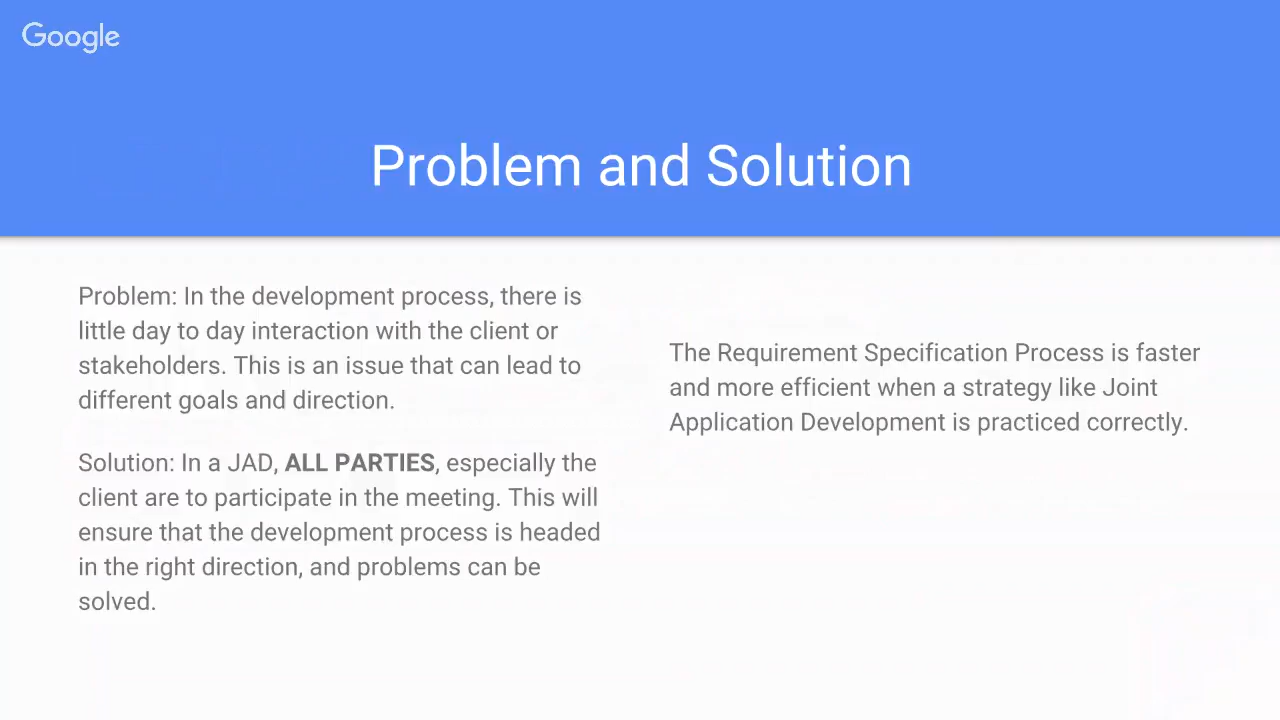 Google
Problem and Solution
Problem: In the development process, there is
little day to day interaction with the client or
stakeholders. This is an issue that can lead to
different goals and direction.
Solution: In a JAD, ALL PARTIES, especially the
client are to participate in the meeting. This will
ensure that the development process is headed
in the right direction, and problems can be
solved.
The Requirement Specification Process is faster
and more efficient when a strategy like Joint
Application Development is practiced correctly.